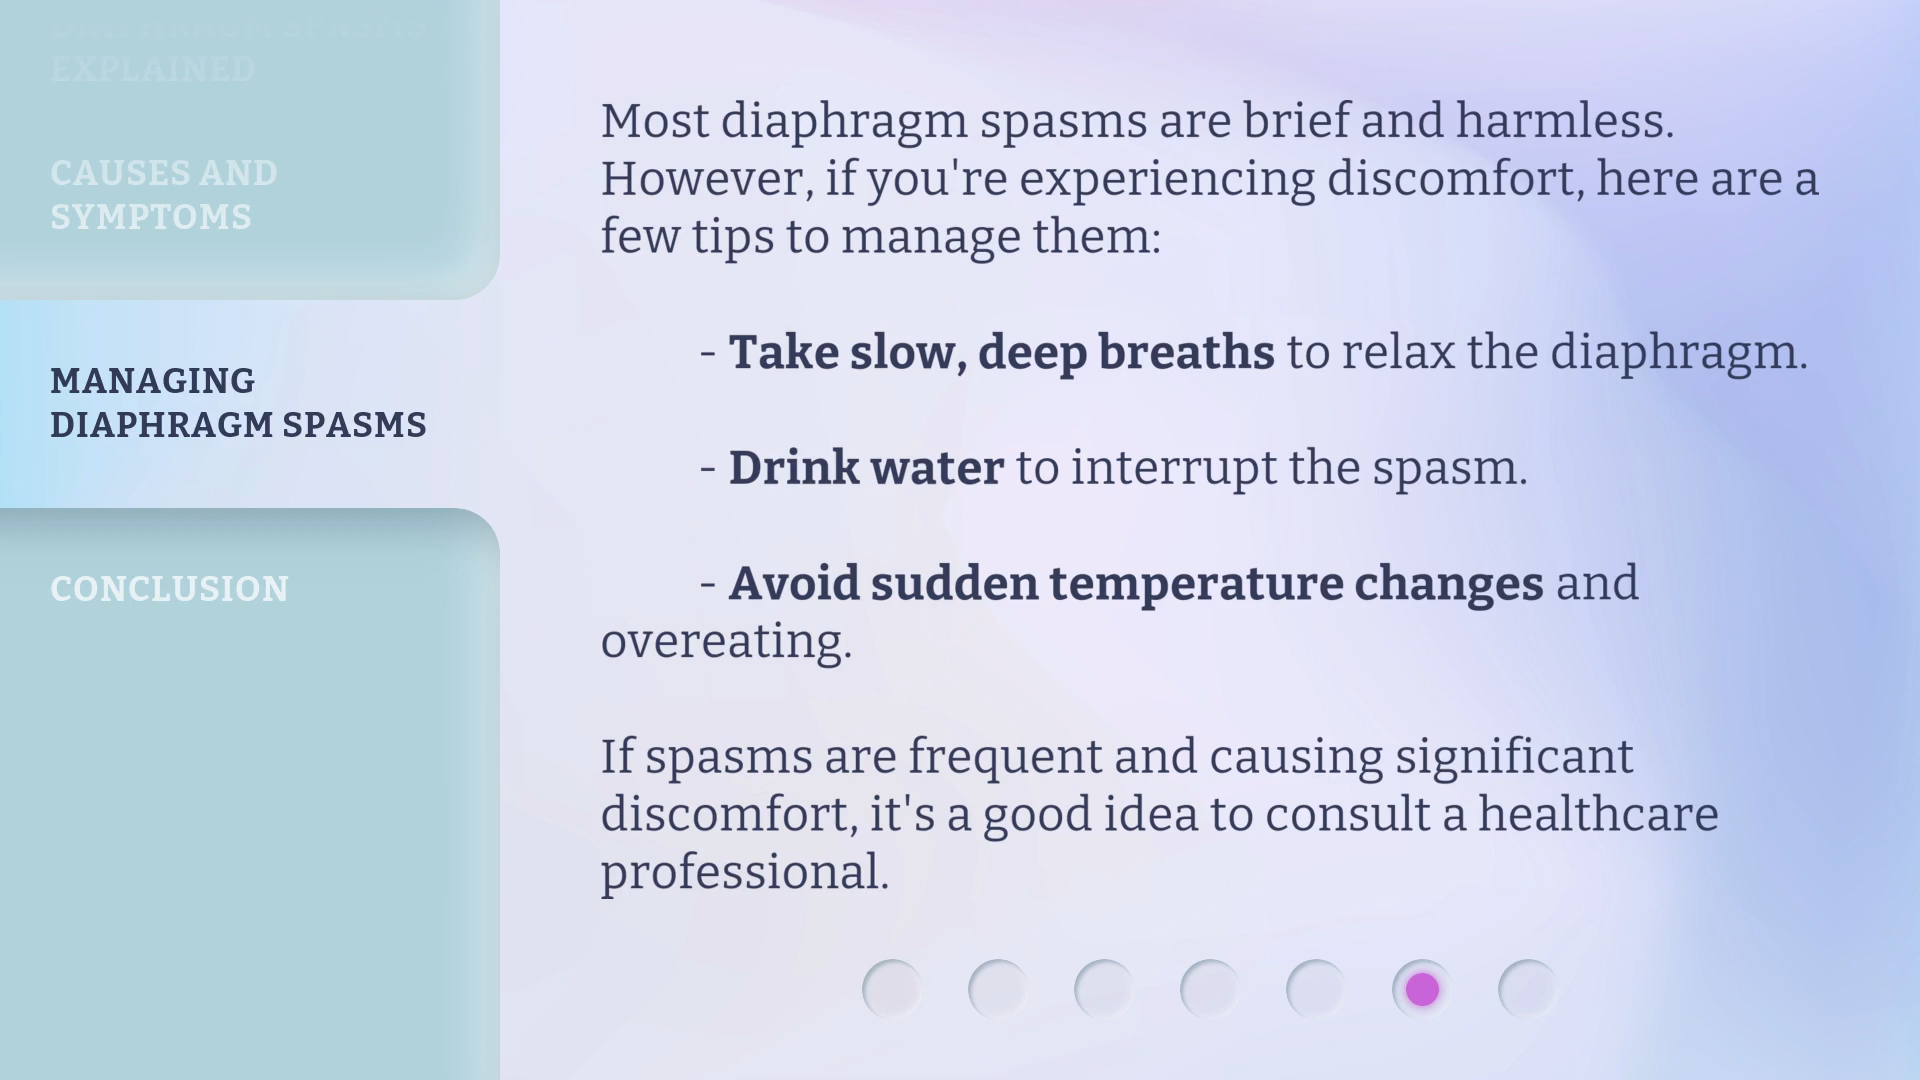 DIAPHRAGM SPASMS
EXPLAINED
CAUSES AND
SYMPTOMS
MANAGING
DIAPHRAGM SPASMS
CONCLUSION
Most diaphragm spasms are brief and harmless.
However, if you're experiencing discomfort, here are a
few tips to manage them:
- Take slow, deep breaths to relax the diaphragm.
- Drink water to interrupt the spasm.
- Avoid sudden temperature changes and
overeating.
If spasms are frequent and causing significant
discomfort, it's a good idea to consult a healthcare
professional.